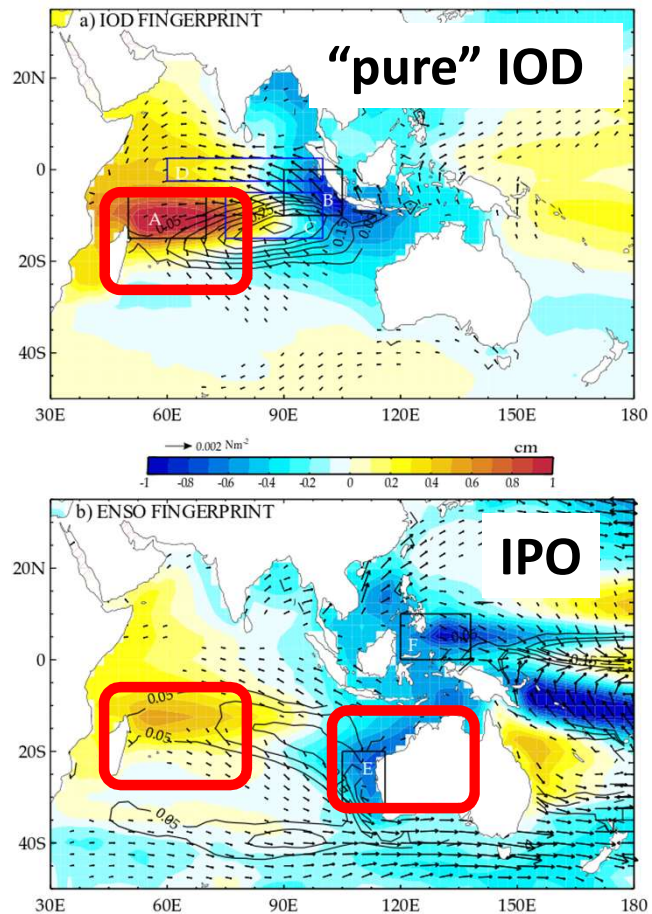 a) IOD FINGERPRINT
“pure” IOD
20N
0
20S
40S
D
B
A
C
0.05
0.15
30E 60E 90E 120E 150E 180
0.002 Nm-2
cm
-1 -0.8 -0.6 -0.4 -0.2 0 0.2 0.4 0.6 0.8 1
b) ENSO FINGERPRINT
IPO
20N
0
20S
40S
F
0.05
0.05
E
0.05
30E 60E 90E 120E 150E 180